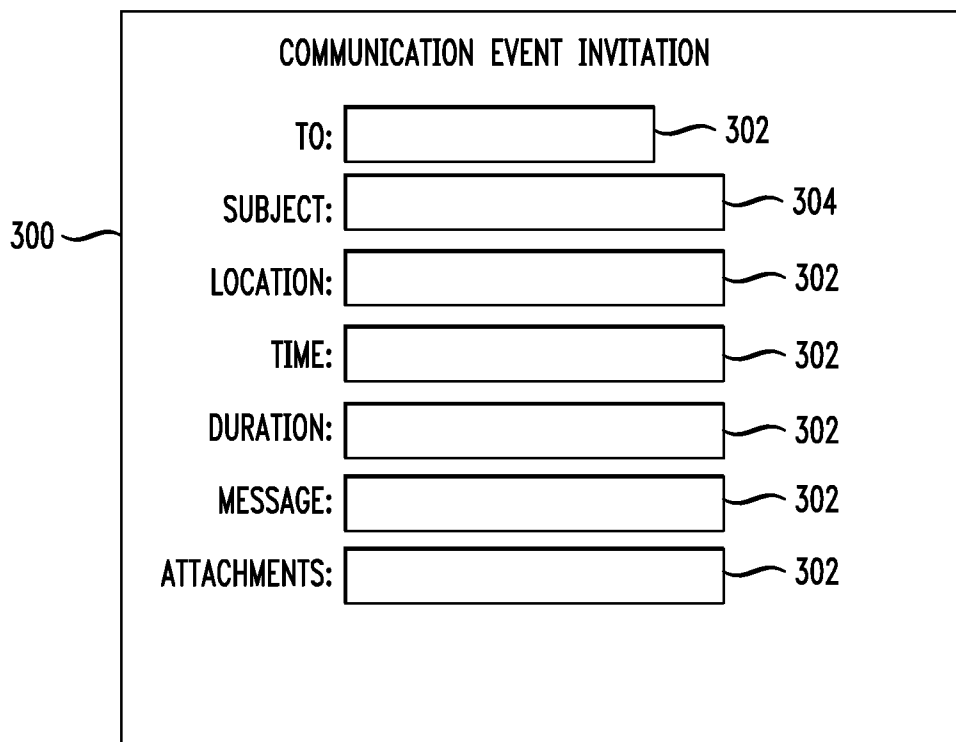 COMMUNICATION EVENT INVITATION
TO: 302
SUBJECT: 304
300
LOCATION: 302
TIME: 302
DURATION: 302
MESSAGE: 302
ATTACHMENTS: 302